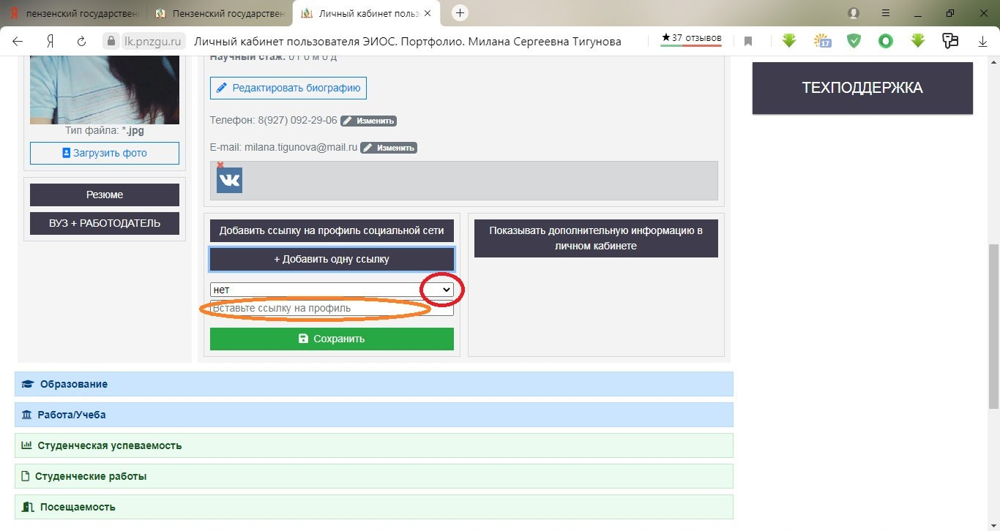 пензенский государствен
Пензенский государствен
Личный кабинет польз
lk.pnzgu.ru
Личный кабинет пользователя ЭИОС. Портфолио. Милана Сергеевна Тигунова
★37 отзывов
17
Научный стаж: 0 г 0 м 0 д
Редактировать биографию
Телефон: 8(927) 092-29-06 Изменить
Тип файла: *.jpg
E-mail: milana.tigunova@mail.ru Изменить
Загрузить фото
Резюме
ВУЗ + РАБОТОДАТЕЛЬ
ТЕХПОДДЕРЖКА
Добавить ссылку на профиль социальной сети
+ Добавить одну ссылку
нет
Вставьте ссылку на профиль
Сохранить
Показывать дополнительную информацию в
личном кабинете
Образование
Работа/Учеба
Студенческая успеваемость
Студенческие работы
Посещаемость